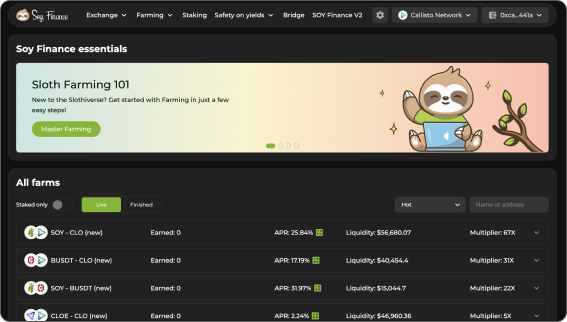 Soy Finance
Exchange
Farming
Staking
Safety on yields
Bridge
SOY Finance V2
Callisto Network
0xca...441a
Soy Finance essentials
Sloth Farming 101
New to the Slothiverse? Get started with Farming in just a few
easy steps!
Master Farming
All farms
Staked only
Live
Finished
Hot
Name or address
SOY - CLO (new) Earned: 0 APR: 25.84% Liquidity: $56,680.07 Multiplier: 67X
BUSDT - CLO (new) Earned: 0 APR: 17.19% Liquidity: $40,454.4 Multiplier: 31X
SOY - BUSDT (new) Earned: 0 APR: 31.97% Liquidity: $15,044.7 Multiplier: 22X
CLOE - CLO (new) Earned: 0 APR: 2.24% Liquidity: $46,960.36 Multiplier: 5X